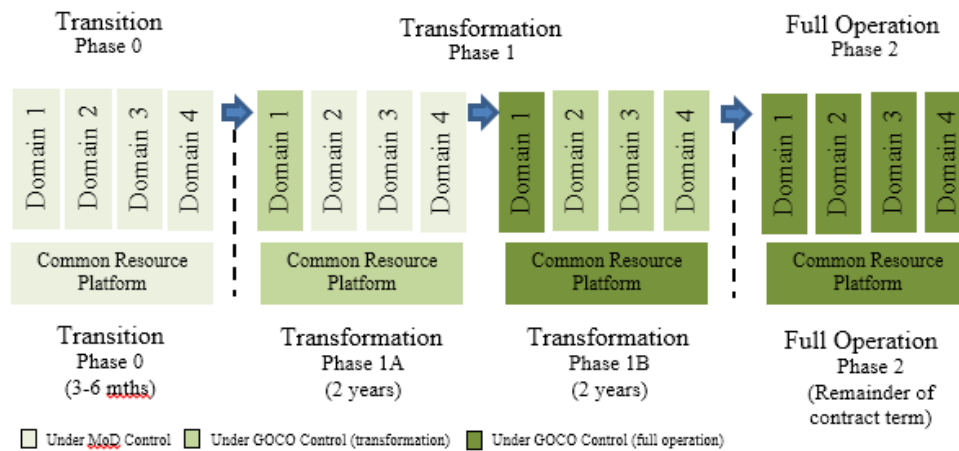 Transition
Phase 0
Transformation
Phase 1
Full Operation
Phase 2
Domain 1
Domain 2
Domain 3
Domain 4
Domain 1
Domain 2
Domain 3
Domain 4
Domain 1
Domain 2
Domain 3
Domain 4
Domain 1
Domain 2
Domain 3
Domain 4
Common Resource
Platform
Common Resource
Platform
Common Resource
Platform
Common Resource
Platform
Transition
Phase 0
(3-6 mths)
Transformation
Phase 1A
(2 years)
Transformation
Phase 1B
(2 years)
Full Operation
Phase 2
(Remainder of
contract term)
Under MoD Control
Under GOCO Control (transformation)
Under GOCO Control (full operation)